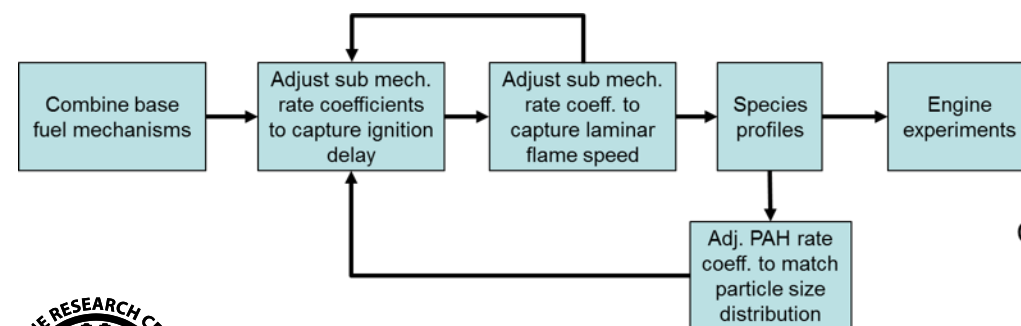 Combine base
fuel mechanisms
Adjust sub mech.
rate coefficients
to capture ignition
delay
Adjust sub mech.
rate coeff. to
capture laminar
flame speed
Species
profiles
Engine
experiments
Adj. PAH rate
coeff. to match
particle size
distribution
RESEARCH